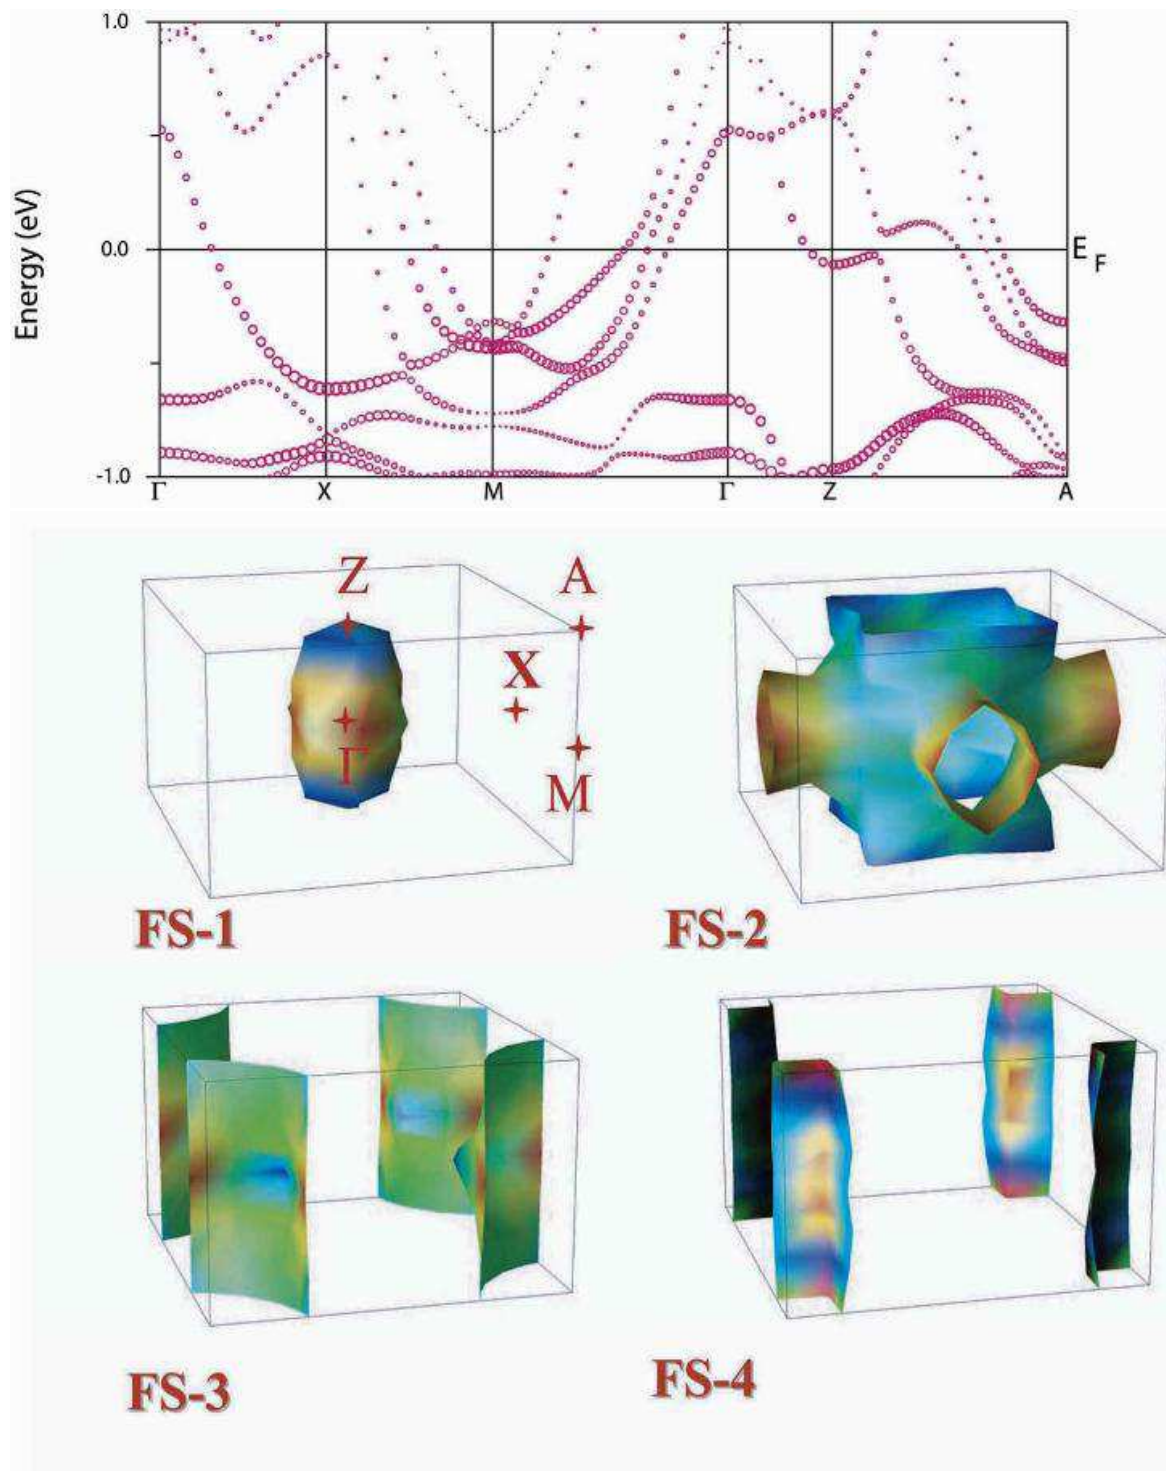 1.0
Energy (eV)
0.0
E F
-1.0
Γ X M Γ Z A
Z A
X
Γ
M
FS-1 FS-2
FS-3 FS-4